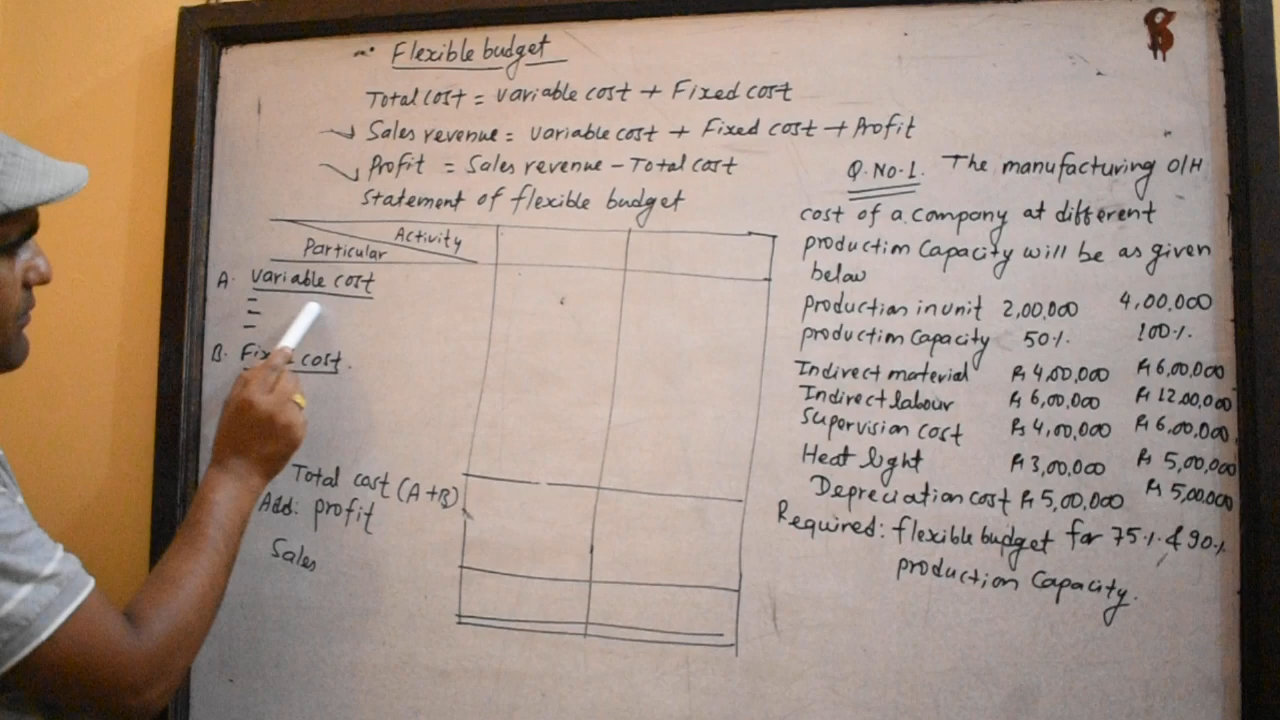 Flexible budget
Total cost = variable cost + Fixed cost
Sales revenue = variable cost + Fixed cost + Profit
Profit = Sales revenue - Total cost
Statement of flexible budget
Activity
Particular
A. Variable cost
B. Fix cost.
Total cost (A+B)
Add: profit
Sales
Q.No.1. The manufacturing O/H
cost of a company at different
production capacity will be as given
below
production in unit 2,00,000 4,00,000
production capacity 50% 100%
Indirect material Rs 4,00,000 Rs 6,00,000
Indirect labour Rs 6,00,000 Rs 12,00,000
Supervision cost Rs 4,00,000 Rs 6,00,000
Heat light Rs 3,00,000 Rs 5,00,000
Depreciation cost Rs 5,00,000 Rs 5,00,000
Required: flexible budget for 75% & 90%
production capacity.